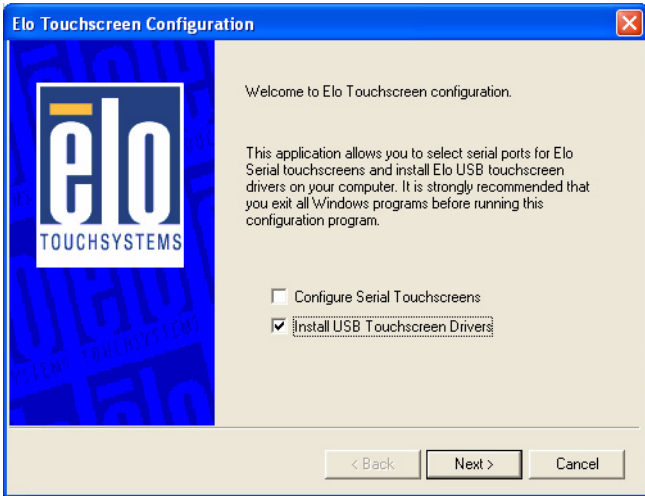 Elo Touchscreen Configuration
Welcome to Elo Touchscreen configuration.
This application allows you to select serial ports for Elo
Serial touchscreens and install Elo USB touchscreen
drivers on your computer. It is strongly recommended that
you exit all Windows programs before running this
configuration program.
ēlo
TOUCHSYSTEMS
Configure Serial Touchscreens
Install USB Touchscreen Drivers
< Back
Next >
Cancel